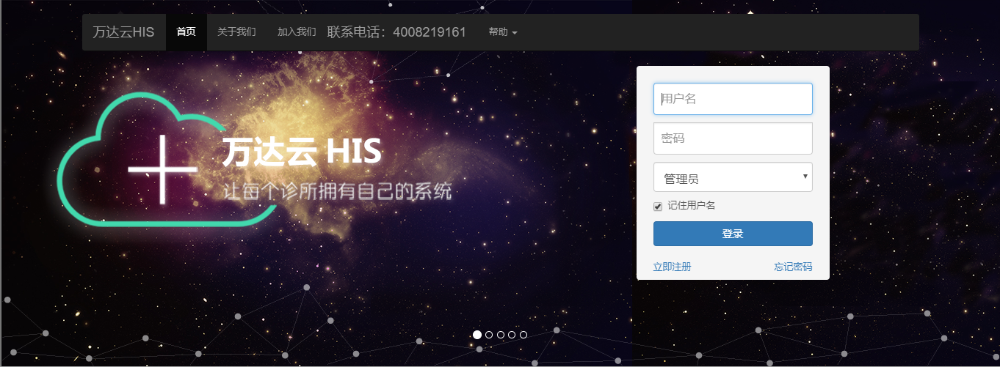 万达云HIS 首页 关于我们 加入我们 联系电话：4008219161 帮助
万达云 HIS
让每个诊所拥有自己的系统
用户名
密码
管理员
记住用户名
登录
立即注册 忘记密码